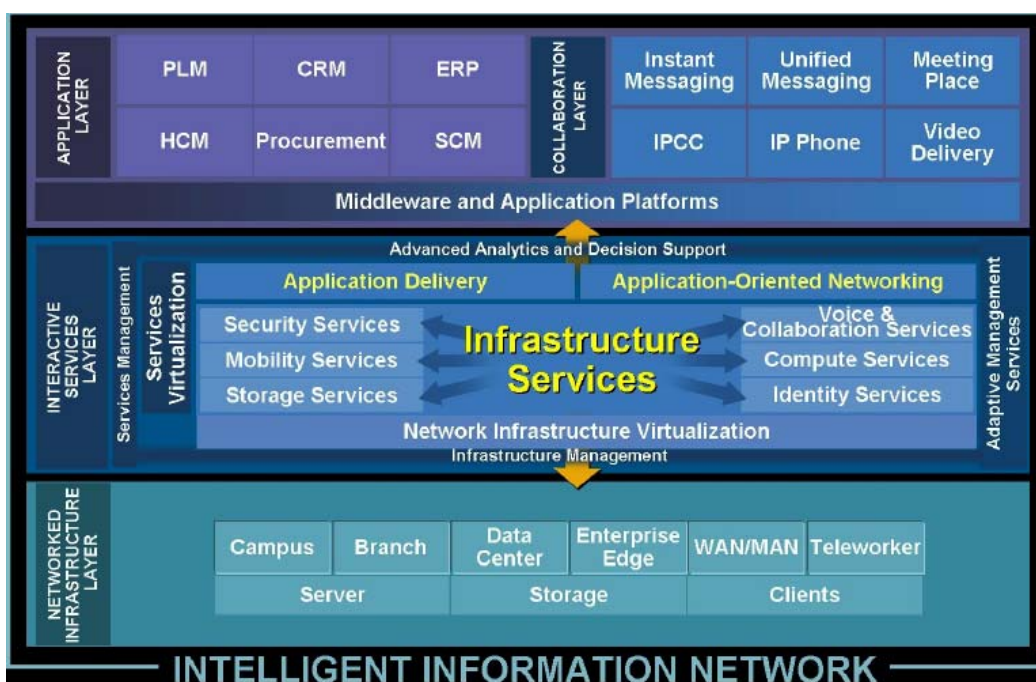 APPLICATION
LAYER
PLM
CRM
ERP
HCM
Procurement
SCM
COLLABORATION
LAYER
Instant
Messaging
Unified
Messaging
Meeting
Place
IPCC
IP Phone
Video
Delivery
Middleware and Application Platforms
INTERACTIVE
SERVICES
LAYER
Services Management
Services
Virtualization
Advanced Analytics and Decision Support
Application Delivery
Application-Oriented Networking
Security Services
Mobility Services
Storage Services
Infrastructure
Services
Voice &
Collaboration Services
Compute Services
Identity Services
Network Infrastructure Virtualization
Infrastructure Management
Adaptive Management
Services
NETWORKED
INFRASTRUCTURE
LAYER
Campus
Branch
Data
Center
Enterprise
Edge
WAN/MAN
Teleworker
Server
Storage
Clients
INTELLIGENT INFORMATION NETWORK